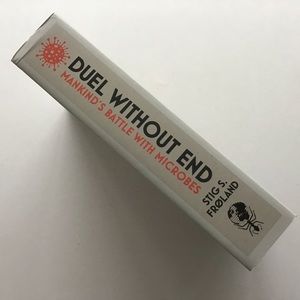 DUEL WITHOUT END
MANKIND'S BATTLE WITH MICROBES
STIG S.
FRØLAND